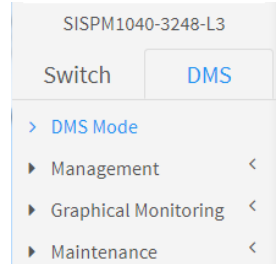 SISPM1040-3248-L3
Switch DMS
DMS Mode
Management
Graphical Monitoring
Maintenance